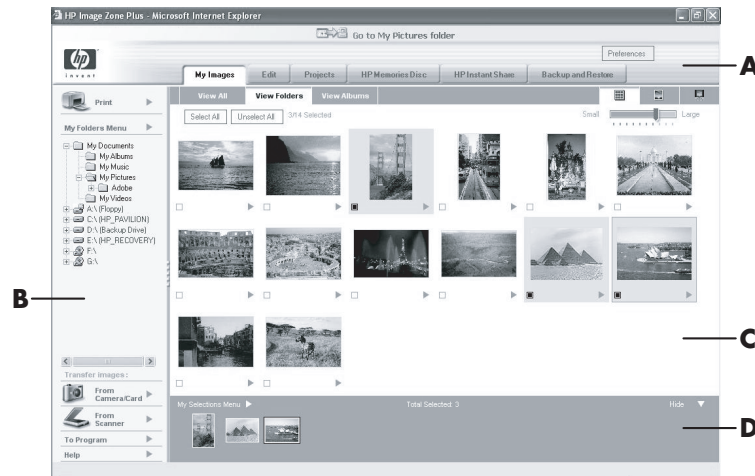 HP Image Zone Plus - Microsoft Internet Explorer
Go to My Pictures folder
Preferences
A
hp
invent
My Images Edit Projects HP Memories Disc HP Instant Sham Backup and Restore
Print
View All View Folders View Albums
Select All Unselect All 3/14 Selected
Small Large
My Folders Menu
My Documents
My Albums
My Music
My Pictures
Adobe
My Videos
A:\ (Floppy)
C:\ (HP_PAVILION)
D:\ (Backup Drive)
E:\ (HP_RECOVERY)
F:\
G:\
B
C
Transfer Images:
From
Camera/Card
From
Scanner
To Program
Help
My Selections Menu Total Selected: 3 Hide
D